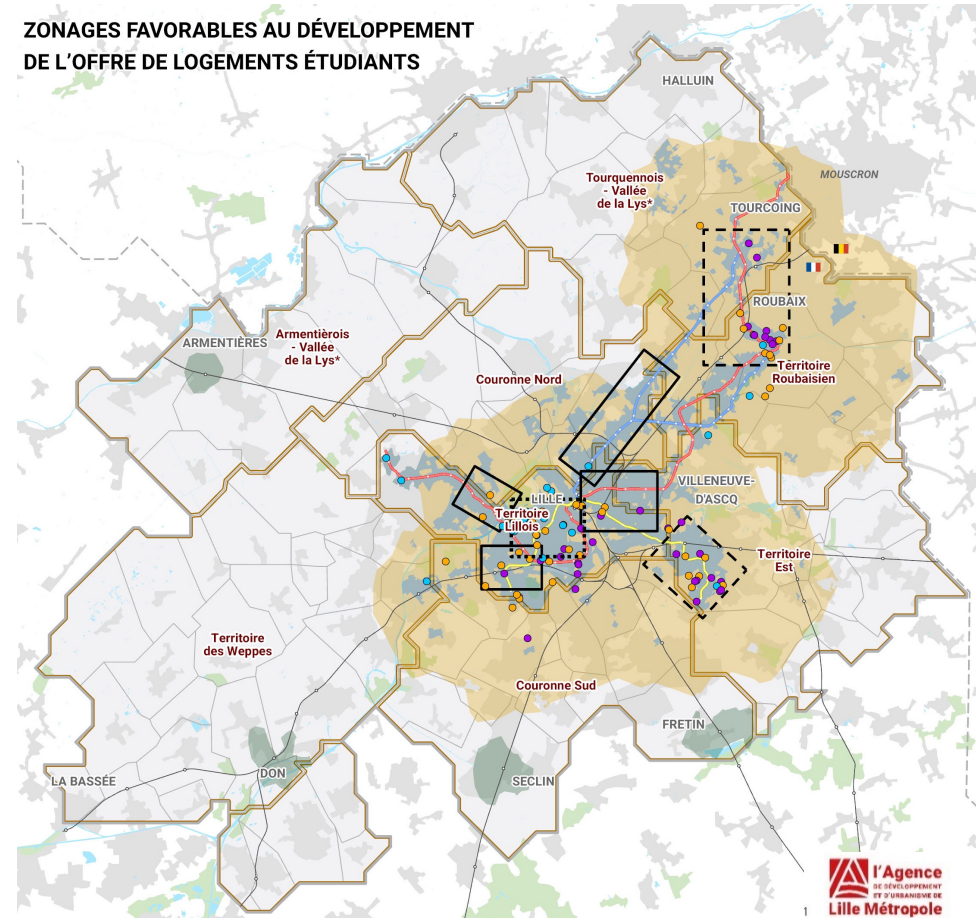 ZONAGES FAVORABLES AU DÉVELOPPEMENT
DE L'OFFRE DE LOGEMENTS ÉTUDIANTS
HALLUIN
Tourquennois
- Vallée
de la Lys*
MOUSCRON
TOURCOING
ROUBAIX
ARMENTIÈRES
Armentièrois
- Vallée
de la Lys*
Couronne Nord
Territoire
Roubaisien
VILLENEUVE-
D'ASCQ
LILLE
Territoire
Lillois
Territoire
Est
Territoire
des Weppes
Couronne Sud
FRETIN
LA BASSÉE
DON
SECLIN
l'Agence
DE DÉVELOPPEMENT
ET D'URBANISME DE
Lille Métropole
1